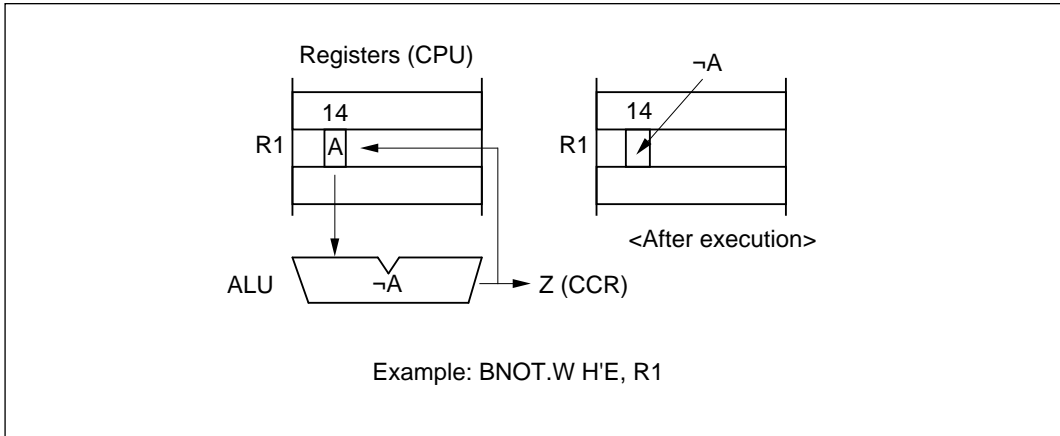 Registers (CPU)
¬A
14
14
R1
A
R1
<After execution>
ALU
¬A
Z (CCR)
Example: BNOT.W H'E, R1